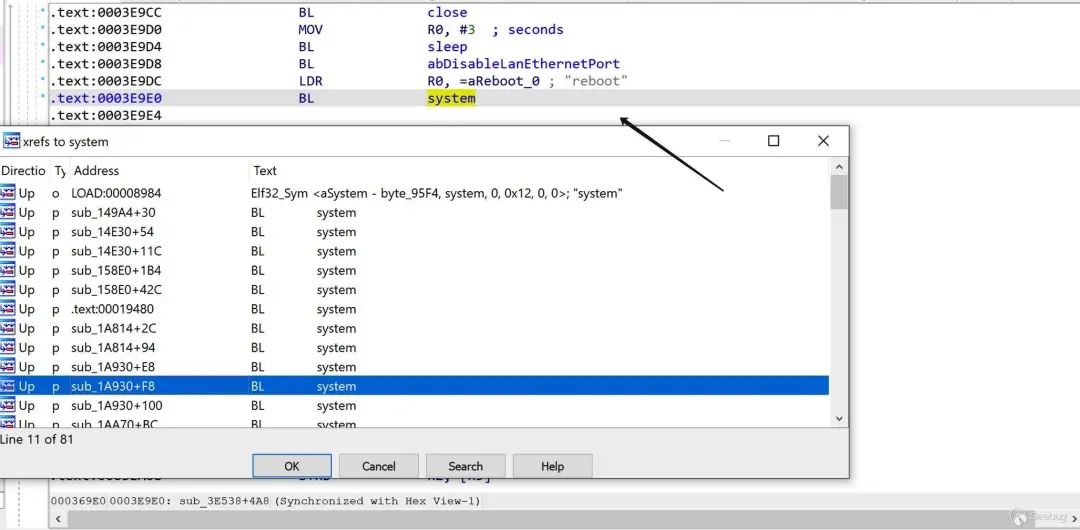 .text:0003E9CC BL close
.text:0003E9D0 MOV R0, #3 ; seconds
.text:0003E9D4 BL sleep
.text:0003E9D8 BL abDisableLanEthernetPort
.text:0003E9DC LDR R0, =aReboot_0 ; "reboot"
.text:0003E9E0 BL system
.text:0003E9E4
xrefs to system
Directio Ty Address Text
Up o LOAD:00008984 Elf32_Sym <aSystem - byte_95F4, system, 0, 0x12, 0, 0>; "system"
Up p sub_149A4+30 BL system
Up p sub_14E30+54 BL system
Up p sub_14E30+11C BL system
Up p sub_158E0+1B4 BL system
Up p sub_158E0+42C BL system
Up p .text:00019480 BL system
Up p sub_1A814+2C BL system
Up p sub_1A814+94 BL system
Up p sub_1A930+E8 BL system
Up p sub_1A930+F8 BL system
Up p sub_1A930+100 BL system
Up p sub_1AA70+BC BL system
Line 11 of 81
OK Cancel Search Help
000369E0 0003E9E0: sub_3E538+4A8 (Synchronized with Hex View-1)
Seebug